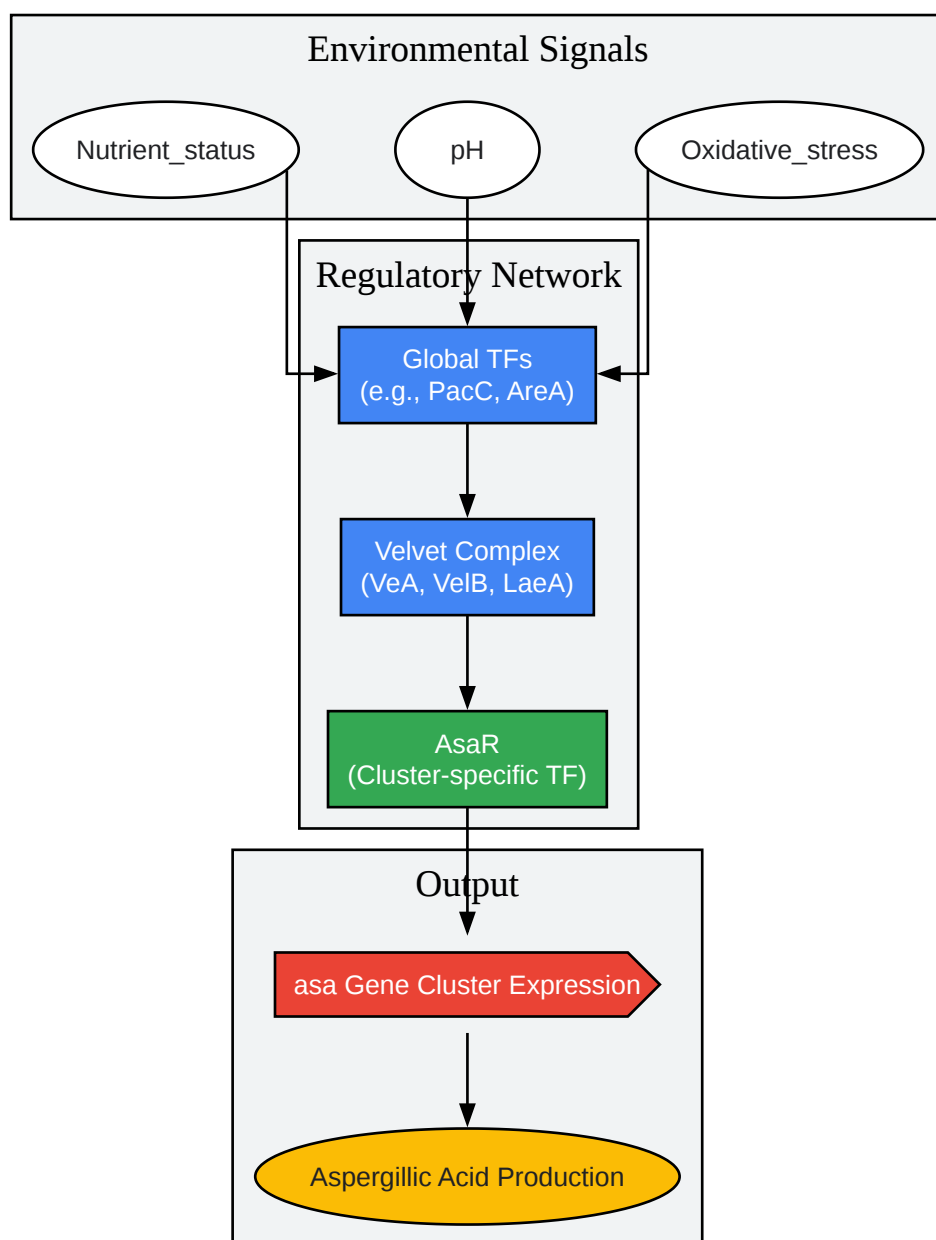 Environmental Signals
Nutrient_status
pH
Oxidative_stress
Regulatory Network
Global TFs
(e.g., PacC, AreA)
Velvet Complex
(VeA, VelB, LaeA)
AsaR
(Cluster-specific TF)
Output
asa Gene Cluster Expression
Aspergillic Acid Production